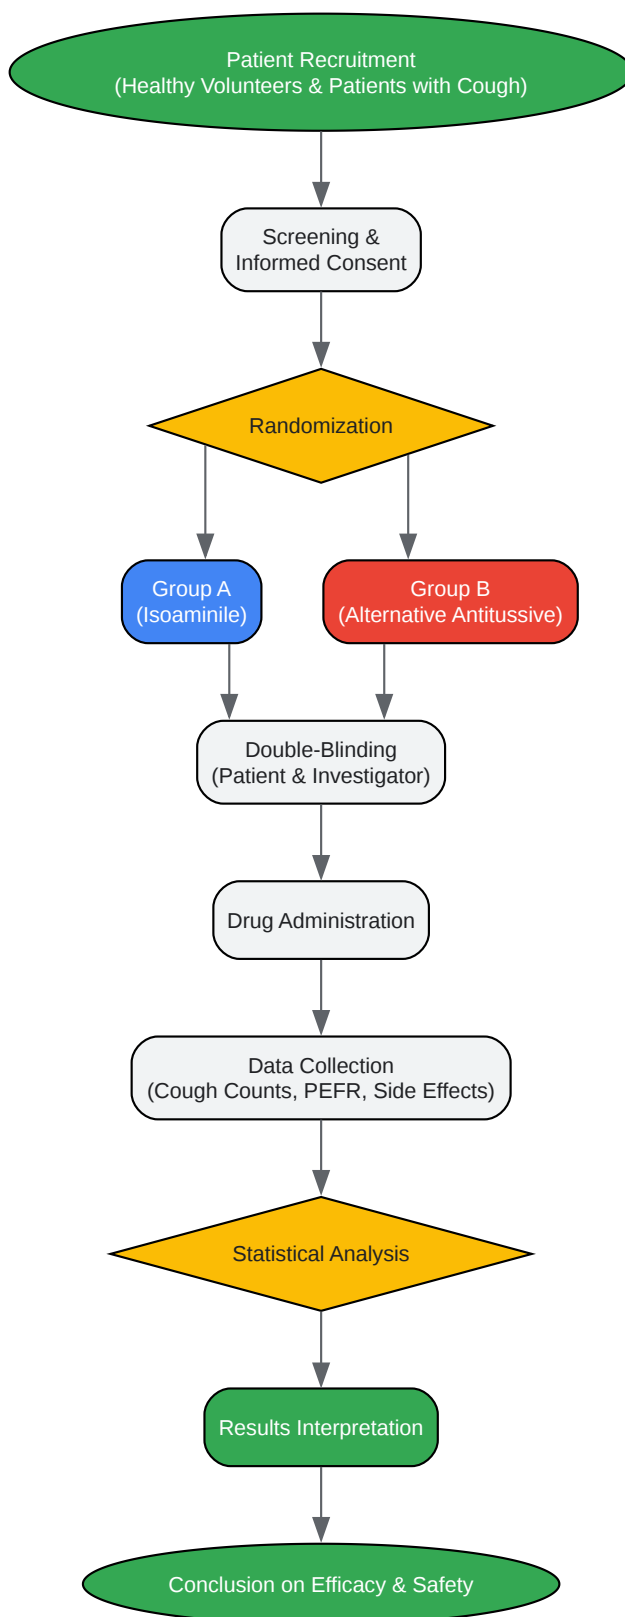 Patient Recruitment
(Healthy Volunteers & Patients with Cough)
Screening &
Informed Consent
Randomization
Group A
(Isoaminile)
Group B
(Alternative Antitussive)
Double-Blinding
(Patient & Investigator)
Drug Administration
Data Collection
(Cough Counts, PEFR, Side Effects)
Statistical Analysis
Results Interpretation
Conclusion on Efficacy & Safety